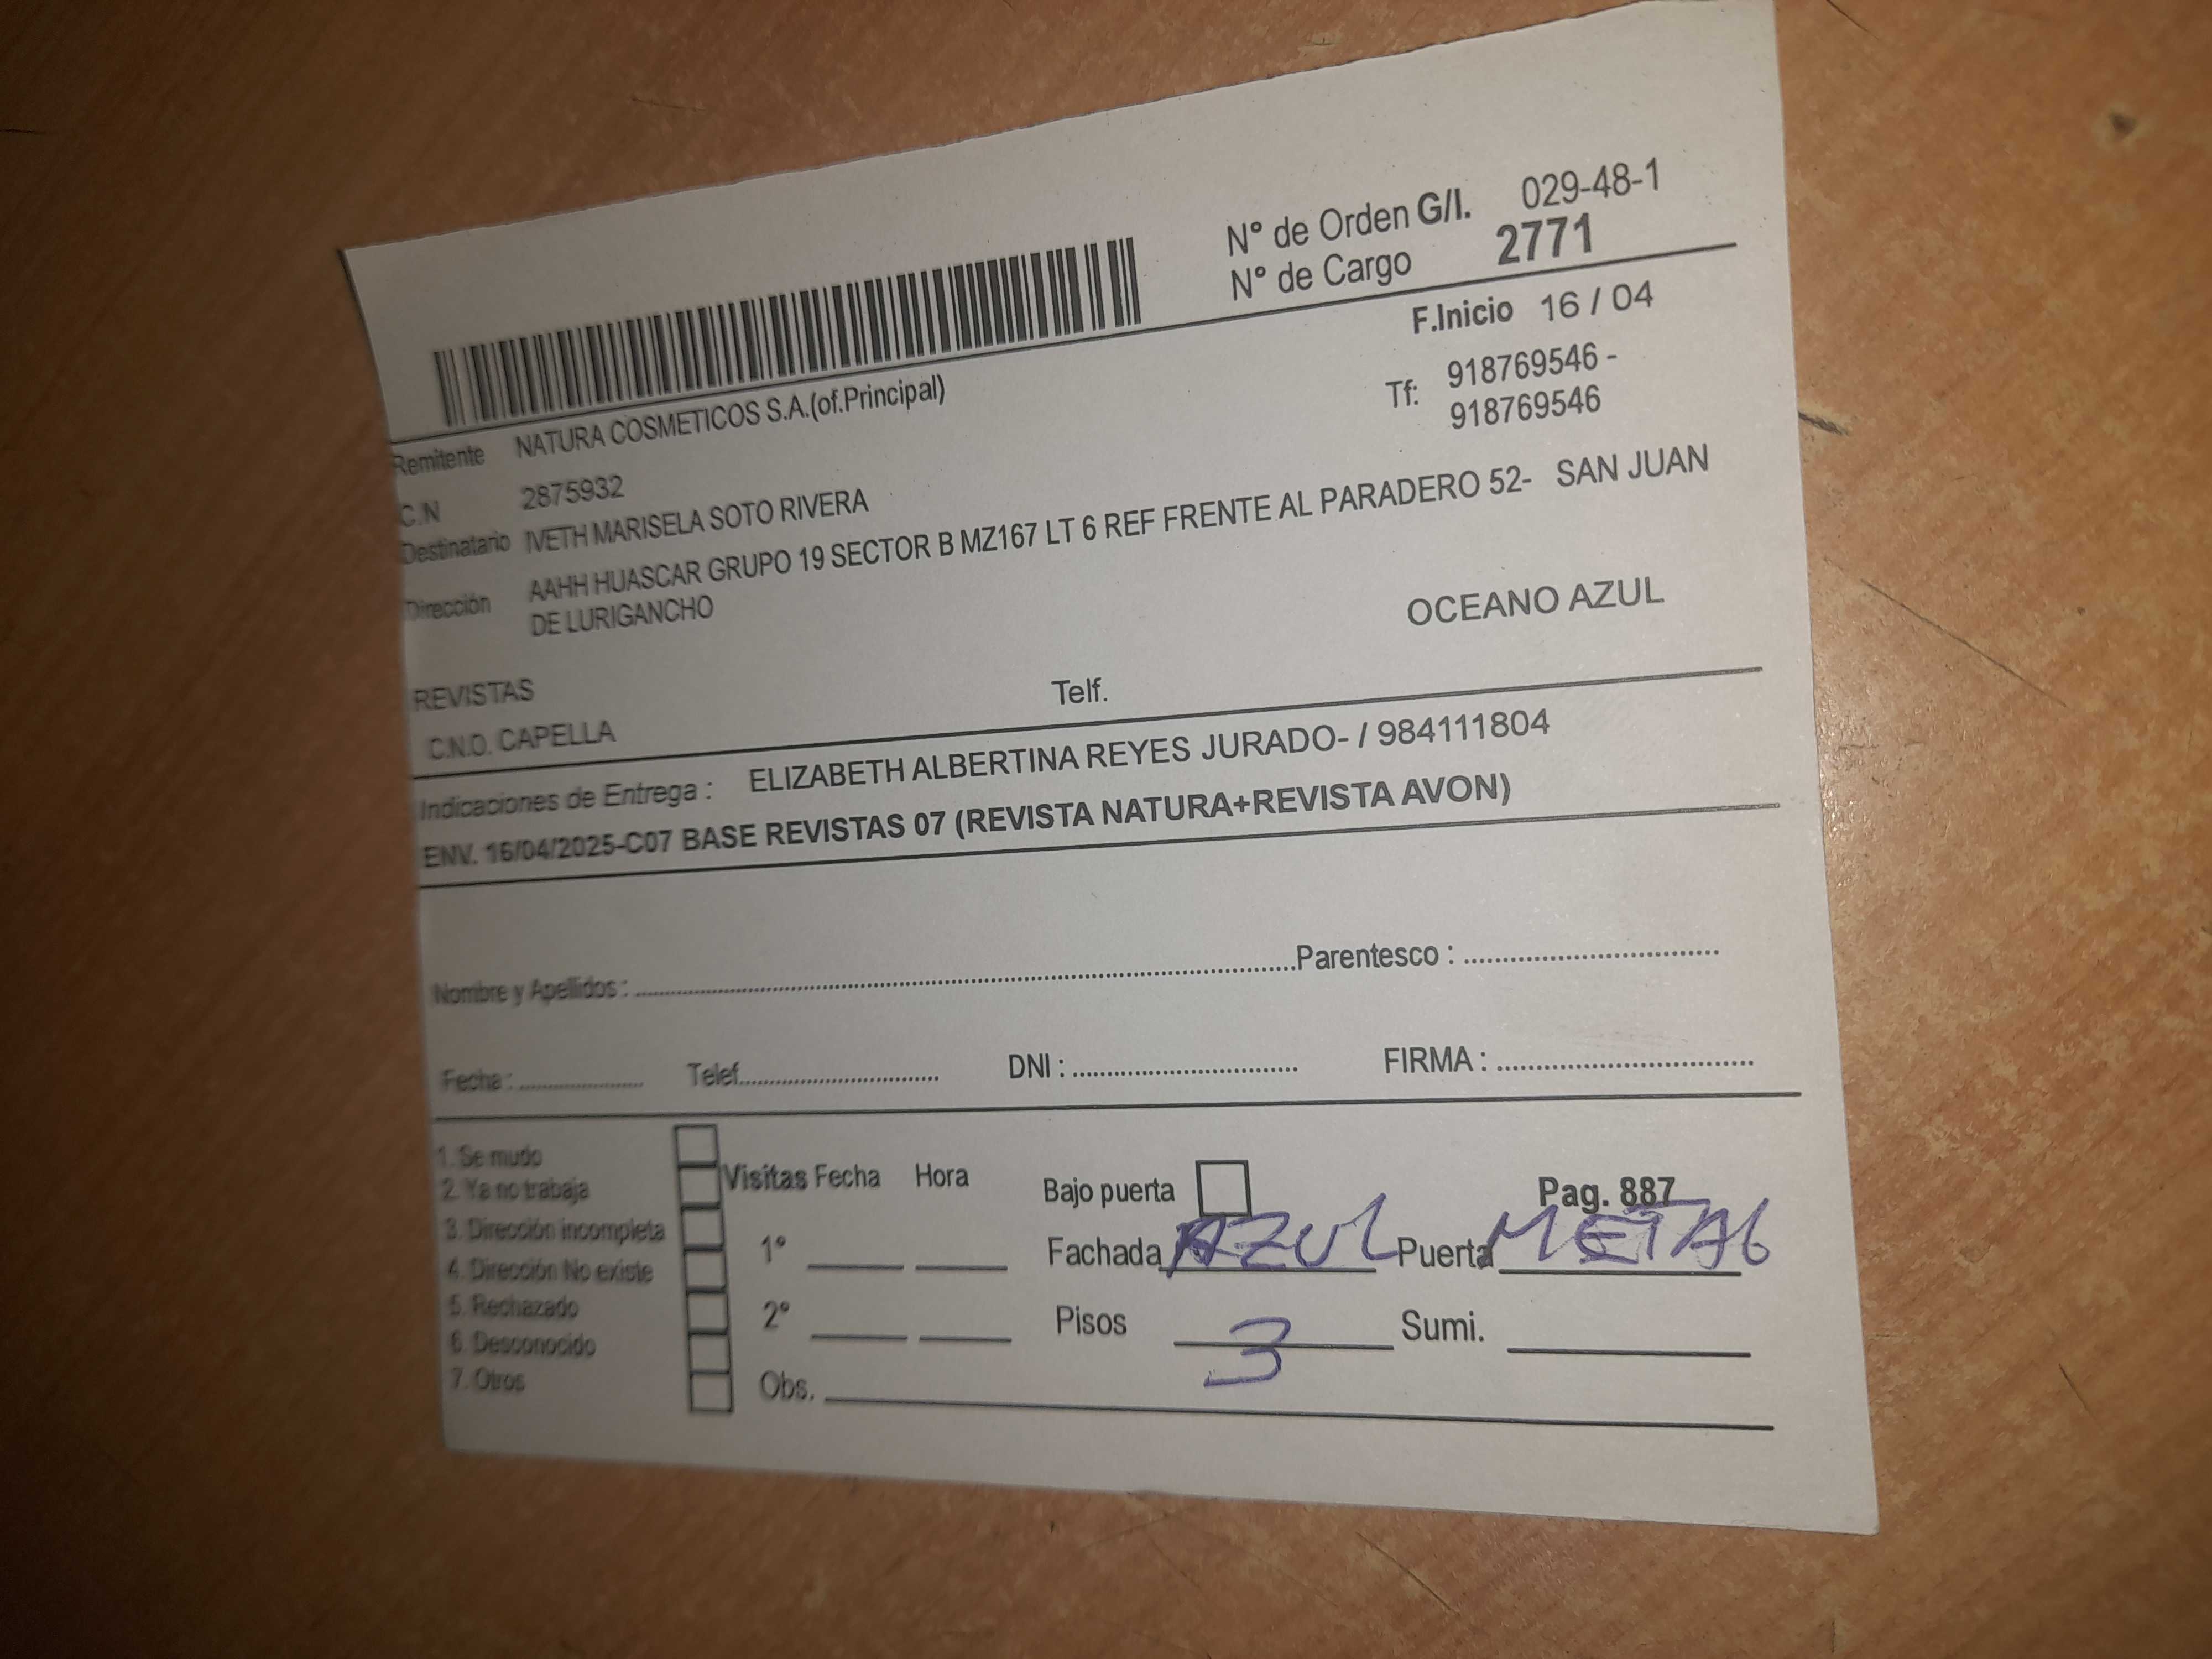 N° de Orden G/I. 029-48-1
N° de Cargo 2771
F.Inicio 16 / 04
Remitente NATURA COSMETICOS S.A.(of.Principal)
Tf: 918769546 -
918769546
C.N 2875932
Destinatario IVETH MARISELA SOTO RIVERA
Dirección AAHH HUASCAR GRUPO 19 SECTOR B MZ167 LT 6 REF FRENTE AL PARADERO 52- SAN JUAN
DE LURIGANCHO
OCEANO AZUL
REVISTAS
C.N.O. CAPELLA Telf.
Indicaciones de Entrega : ELIZABETH ALBERTINA REYES JURADO- / 984111804
ENV. 16/04/2025-C07 BASE REVISTAS 07 (REVISTA NATURA+REVISTA AVON)
Nombre y Apellidos : Parentesco :
Fecha : Telef. DNI : FIRMA :
1. Se mudo
2. Ya no trabaja
3. Dirección incompleta
4. Dirección No existe
5. Rechazado
6. Desconocido
7. Otros
Visitas Fecha Hora
1°
2°
Obs.
Bajo puerta Pag. 887
Fachada AZUL Puerta METAL
Pisos 3 Sumi.